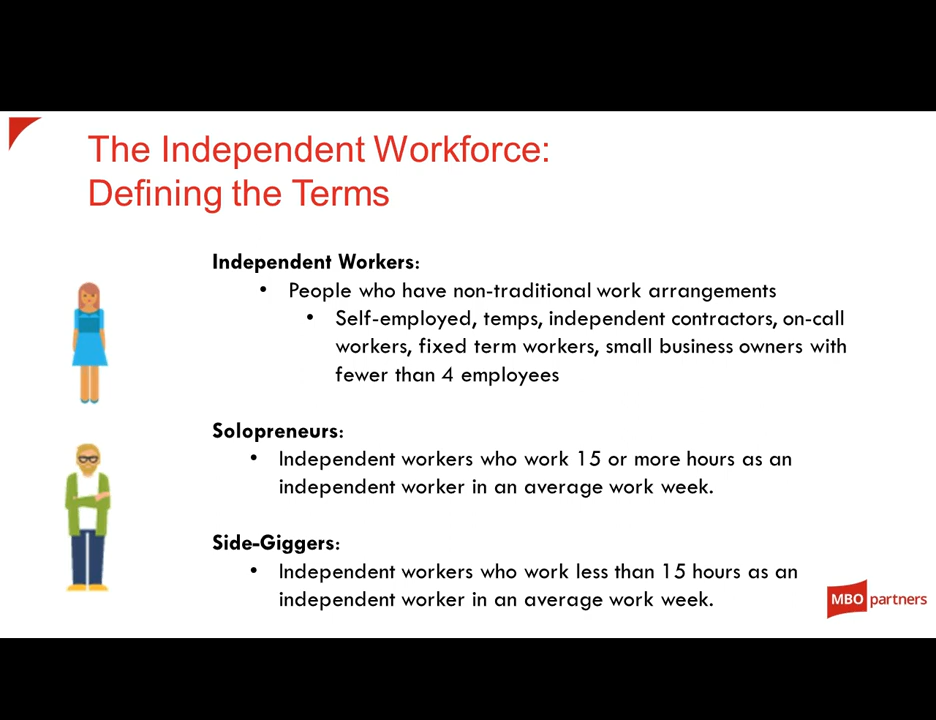 The Independent Workforce:
Defining the Terms
Independent Workers:
• People who have non-traditional work arrangements
• Self-employed, temps, independent contractors, on-call
workers, fixed term workers, small business owners with
fewer than 4 employees
Solopreneurs:
• Independent workers who work 15 or more hours as an
independent worker in an average work week.
Side-Giggers:
• Independent workers who work less than 15 hours as an
independent worker in an average work week.
MBO partners